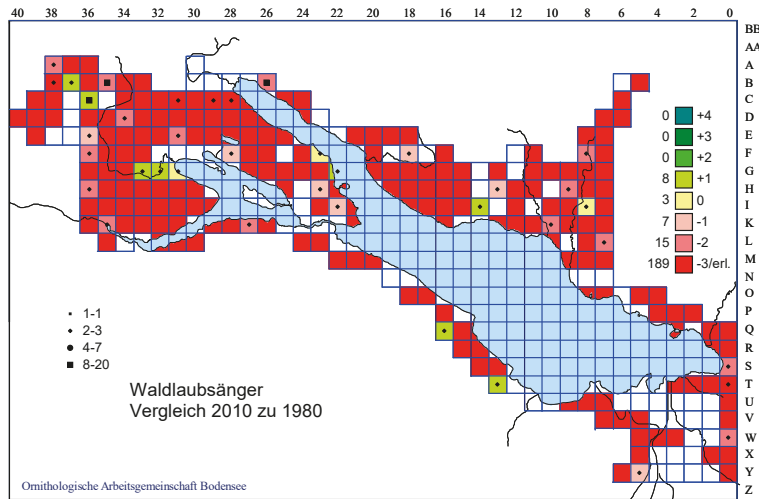 40 38 36 34 32 30 28 26 24 22 20 18 16 14 12 10 8 6 4 2 0
BB
AA
A
B
C
D
E
F
G
H
I
K
L
M
N
O
P
Q
R
S
T
U
V
W
X
Y
Z
0 +4
0 +3
0 +2
8 +1
3 0
7 -1
15 -2
189 -3/erl.
1-1
2-3
4-7
8-20
Waldlaubsänger
Vergleich 2010 zu 1980
Ornithologische Arbeitsgemeinschaft Bodensee